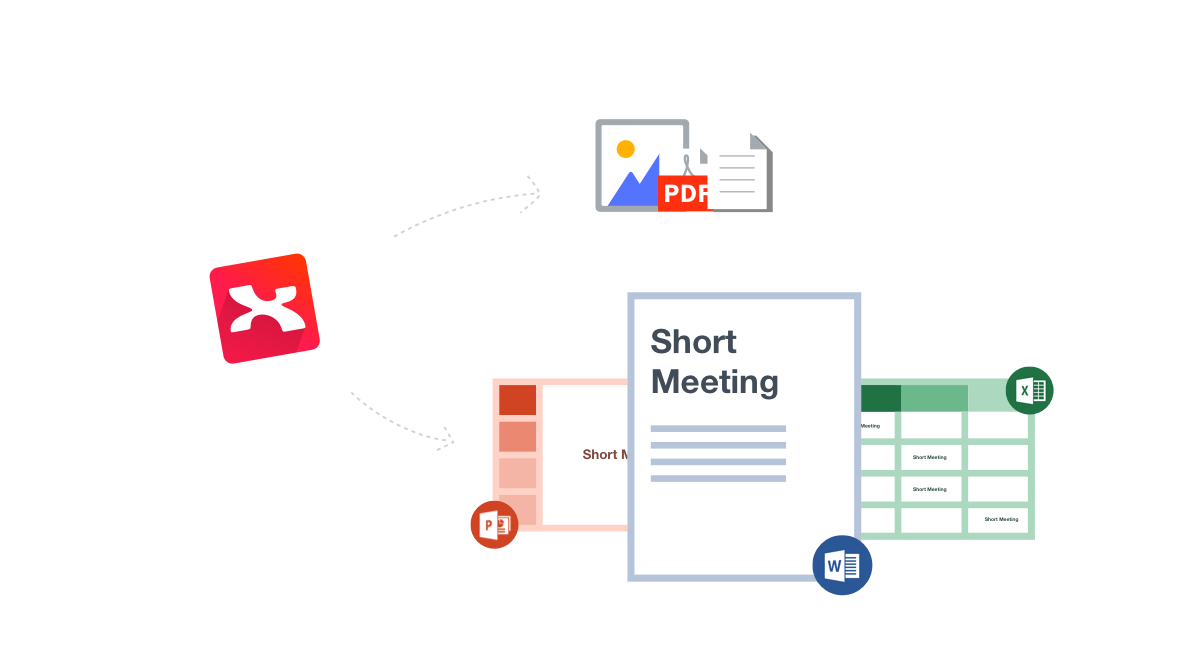 PDF
Short
Meeting
X
Meeting
Short Meeting
Short M
Short Meeting
Short Meeting
P
W